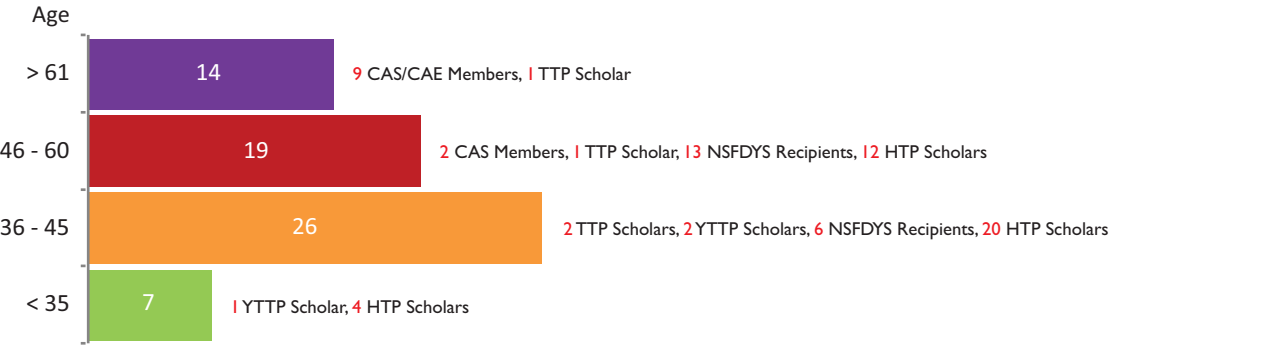 Age
> 61 14 9 CAS/CAE Members, 1 TTP Scholar
46 - 60 19 2 CAS Members, 1 TTP Scholar, 13 NSFDYS Recipients, 12 HTP Scholars
36 - 45 26 2 TTP Scholars, 2 YTTP Scholars, 6 NSFDYS Recipients, 20 HTP Scholars
< 35 7 1 YTTP Scholar, 4 HTP Scholars